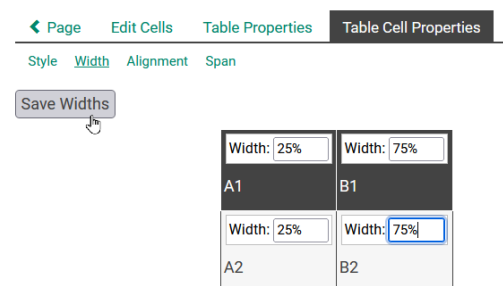 Page Edit Cells Table Properties Table Cell Properties
Style Width Alignment Span
Save Widths
Width: 25% Width: 75%
A1 B1
Width: 25% Width: 75%
A2 B2